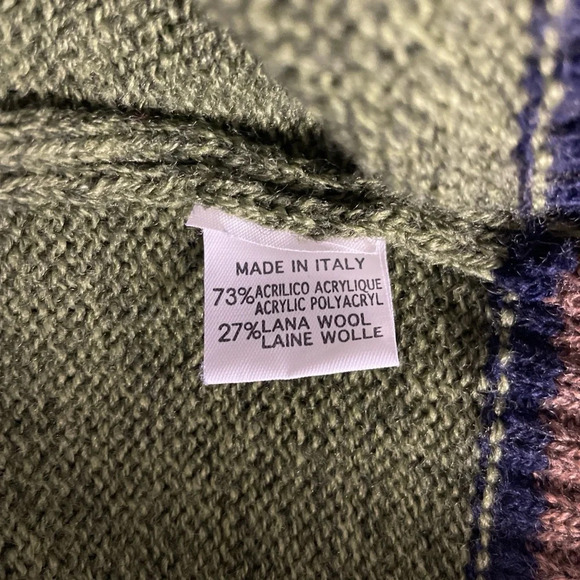 MADE IN ITALY
73% ACRILICO ACRYLIQUE
ACRYLIC POLYACRYL
27% LANA WOOL
LAINE WOLLE